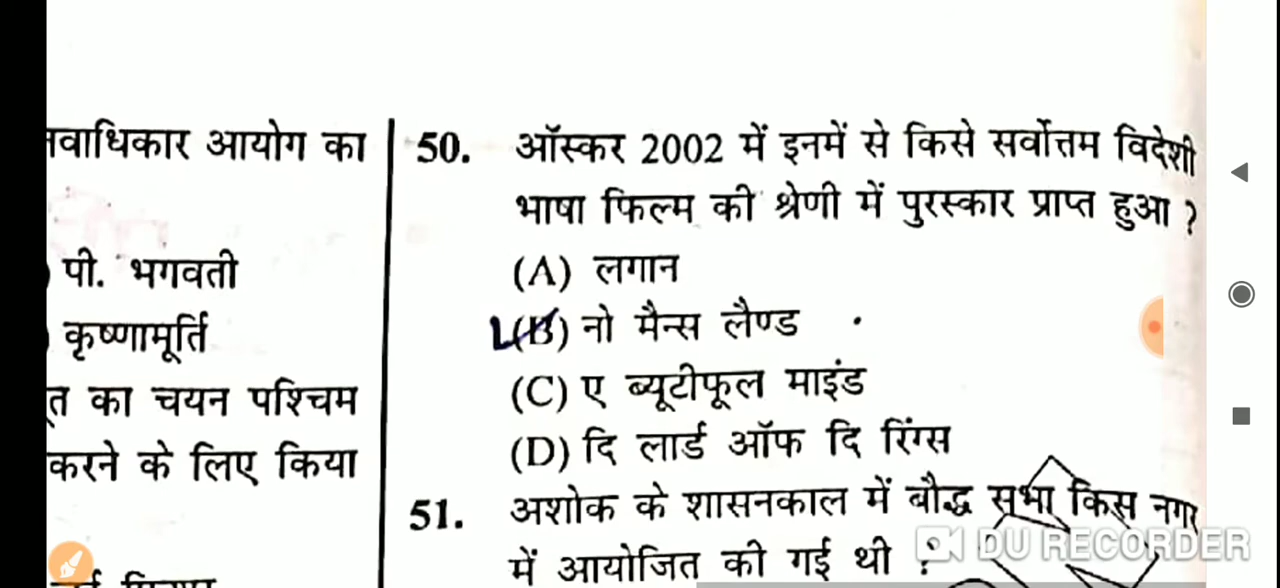 आयोग का
पी. भगवती
कृष्णामूर्ति
का चयन पश्चिम
करने के लिए किया
50. ऑस्कर 2002 में इनमें से किसे सर्वोत्तम विदेशी
भाषा फिल्म की श्रेणी में पुरस्कार प्राप्त हुआ ?
(A) लगान
(B) नो मैन्स लैण्ड
(C) ए ब्यूटीफूल माइंड
(D) दि लार्ड ऑफ दि रिंग्स
51. अशोक के शासनकाल में बौद्ध सभा किस नगर
में आयोजित की गई थी ?
DU RECORDER